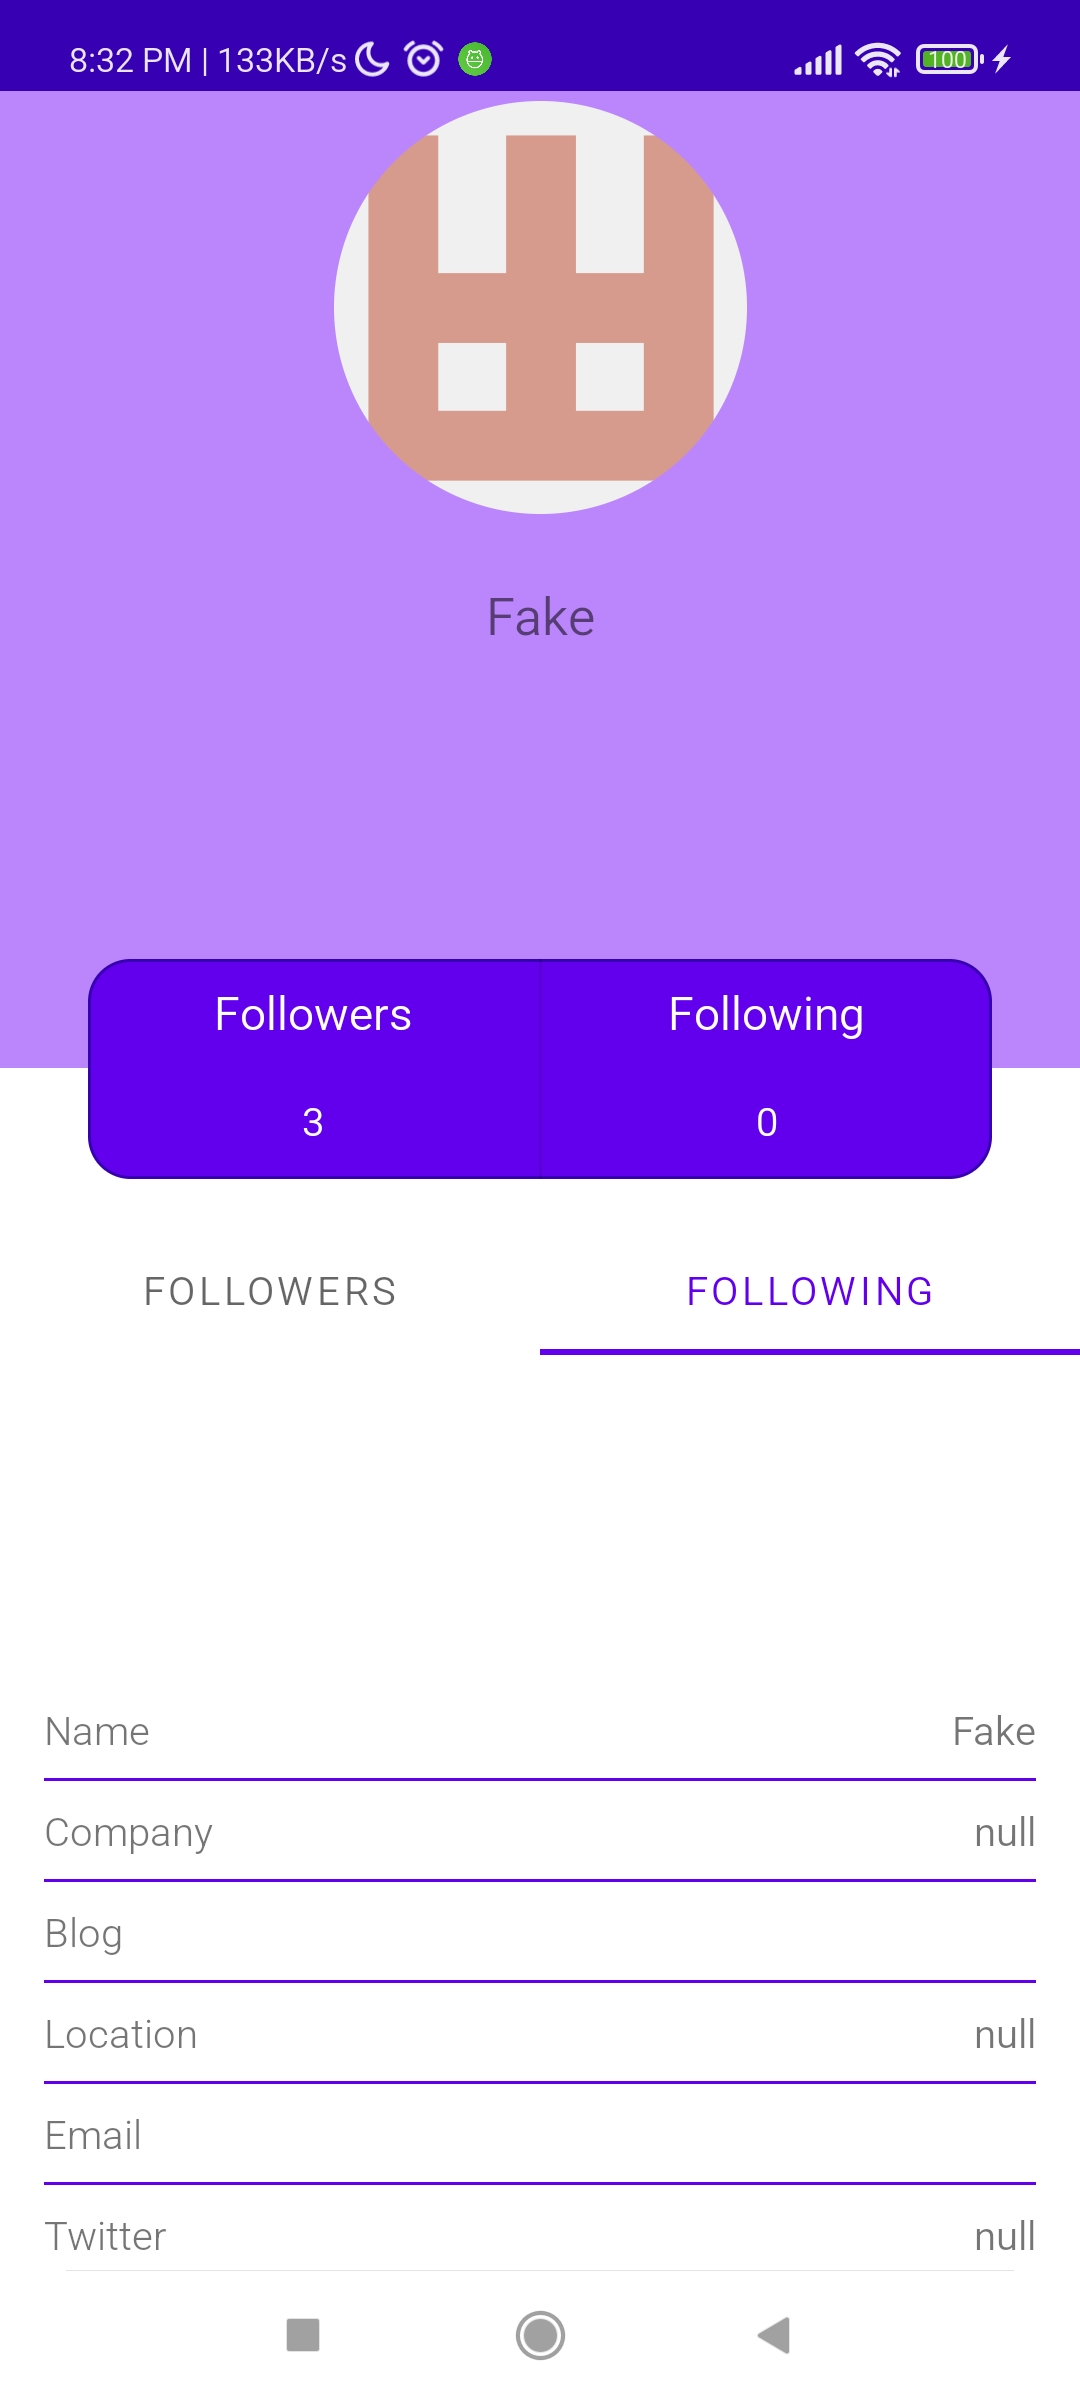 8:32 PM | 133KB/s 100
Fake
Followers Following
3 0
FOLLOWERS FOLLOWING
Name Fake
Company null
Blog
Location null
Email
Twitter null